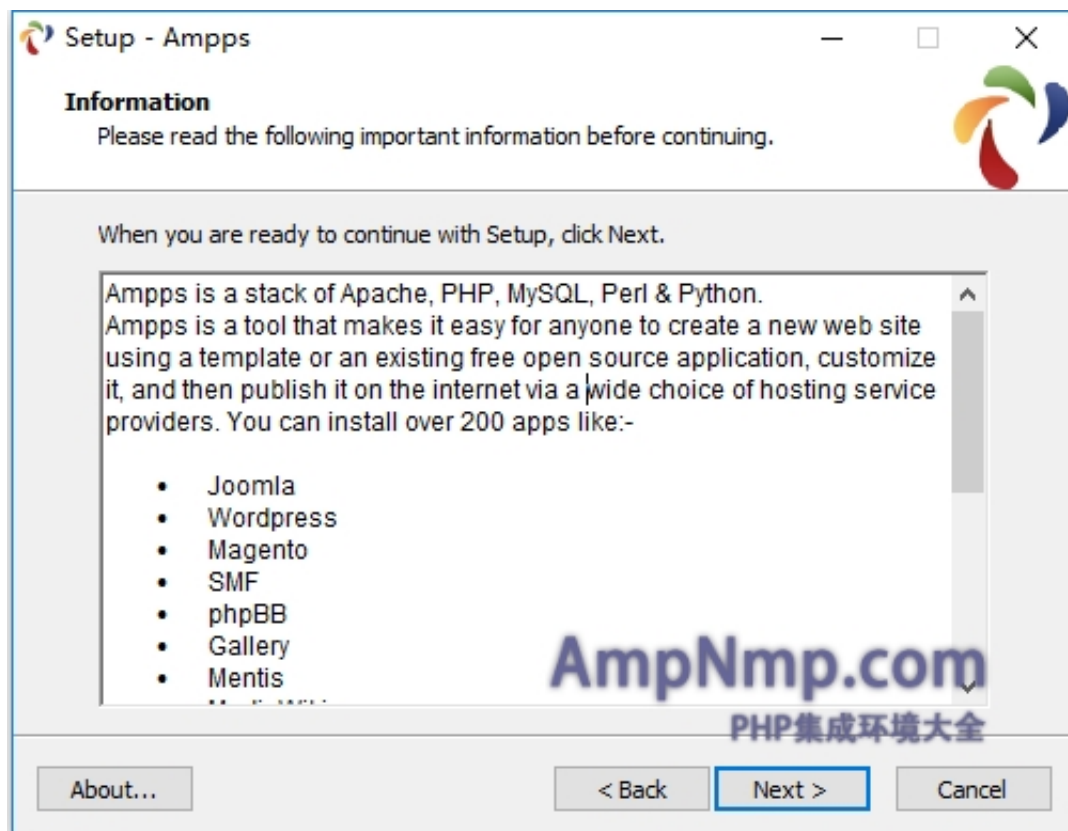 Setup - Ampps
Information
Please read the following important information before continuing.
When you are ready to continue with Setup, click Next.
Ampps is a stack of Apache, PHP, MySQL, Perl & Python.
Ampps is a tool that makes it easy for anyone to create a new web site
using a template or an existing free open source application, customize
it, and then publish it on the internet via a wide choice of hosting service
providers. You can install over 200 apps like:-
• Joomla
• Wordpress
• Magento
• SMF
• phpBB
• Gallery
• Mentis
AmpNmp.com
PHP集成环境大全
About...
< Back
Next >
Cancel